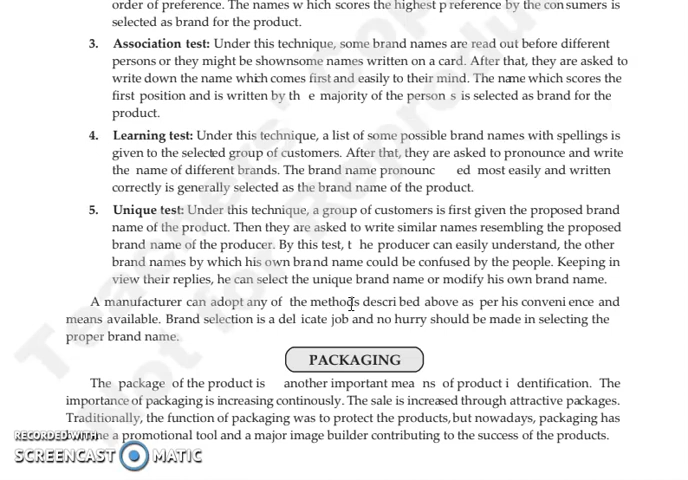 order of preference. The names w hich scores the highest p reference by the con sumers is
selected as brand for the product.
3. Association test: Under this technique, some brand names are read out before different
persons or they might be shownsome names written on a card. After that, they are asked to
write down the name which comes first and easily to their mind. The name which scores the
first position and is written by th e majority of the person s is selected as brand for the
product.
4. Learning test: Under this technique, a list of some possible brand names with spellings is
given to the selected group of customers. After that, they are asked to pronounce and write
the name of different brands. The brand name pronounc ed most easily and written
correctly is generally selected as the brand name of the product.
5. Unique test: Under this technique, a group of customers is first given the proposed brand
name of the product. Then they are asked to write similar names resembling the proposed
brand name of the producer. By this test, t he producer can easily understand, the other
brand names by which his own brand name could be confused by the people. Keeping in
view their replies, he can select the unique brand name or modify his own brand name.
A manufacturer can adopt any of the methods descri bed above as per his conveni ence and
means available. Brand selection is a del icate job and no hurry should be made in selecting the
proper brand name.
PACKAGING
The package of the product is another important mea ns of product i dentification. The
importance of packaging is increasing continously. The sale is increased through attractive packages.
Traditionally, the function of packaging was to protect the products, but nowadays, packaging has
a promotional tool and a major image builder contributing to the success of the products.
RECORDED WITH
SCREENCAST MATIC